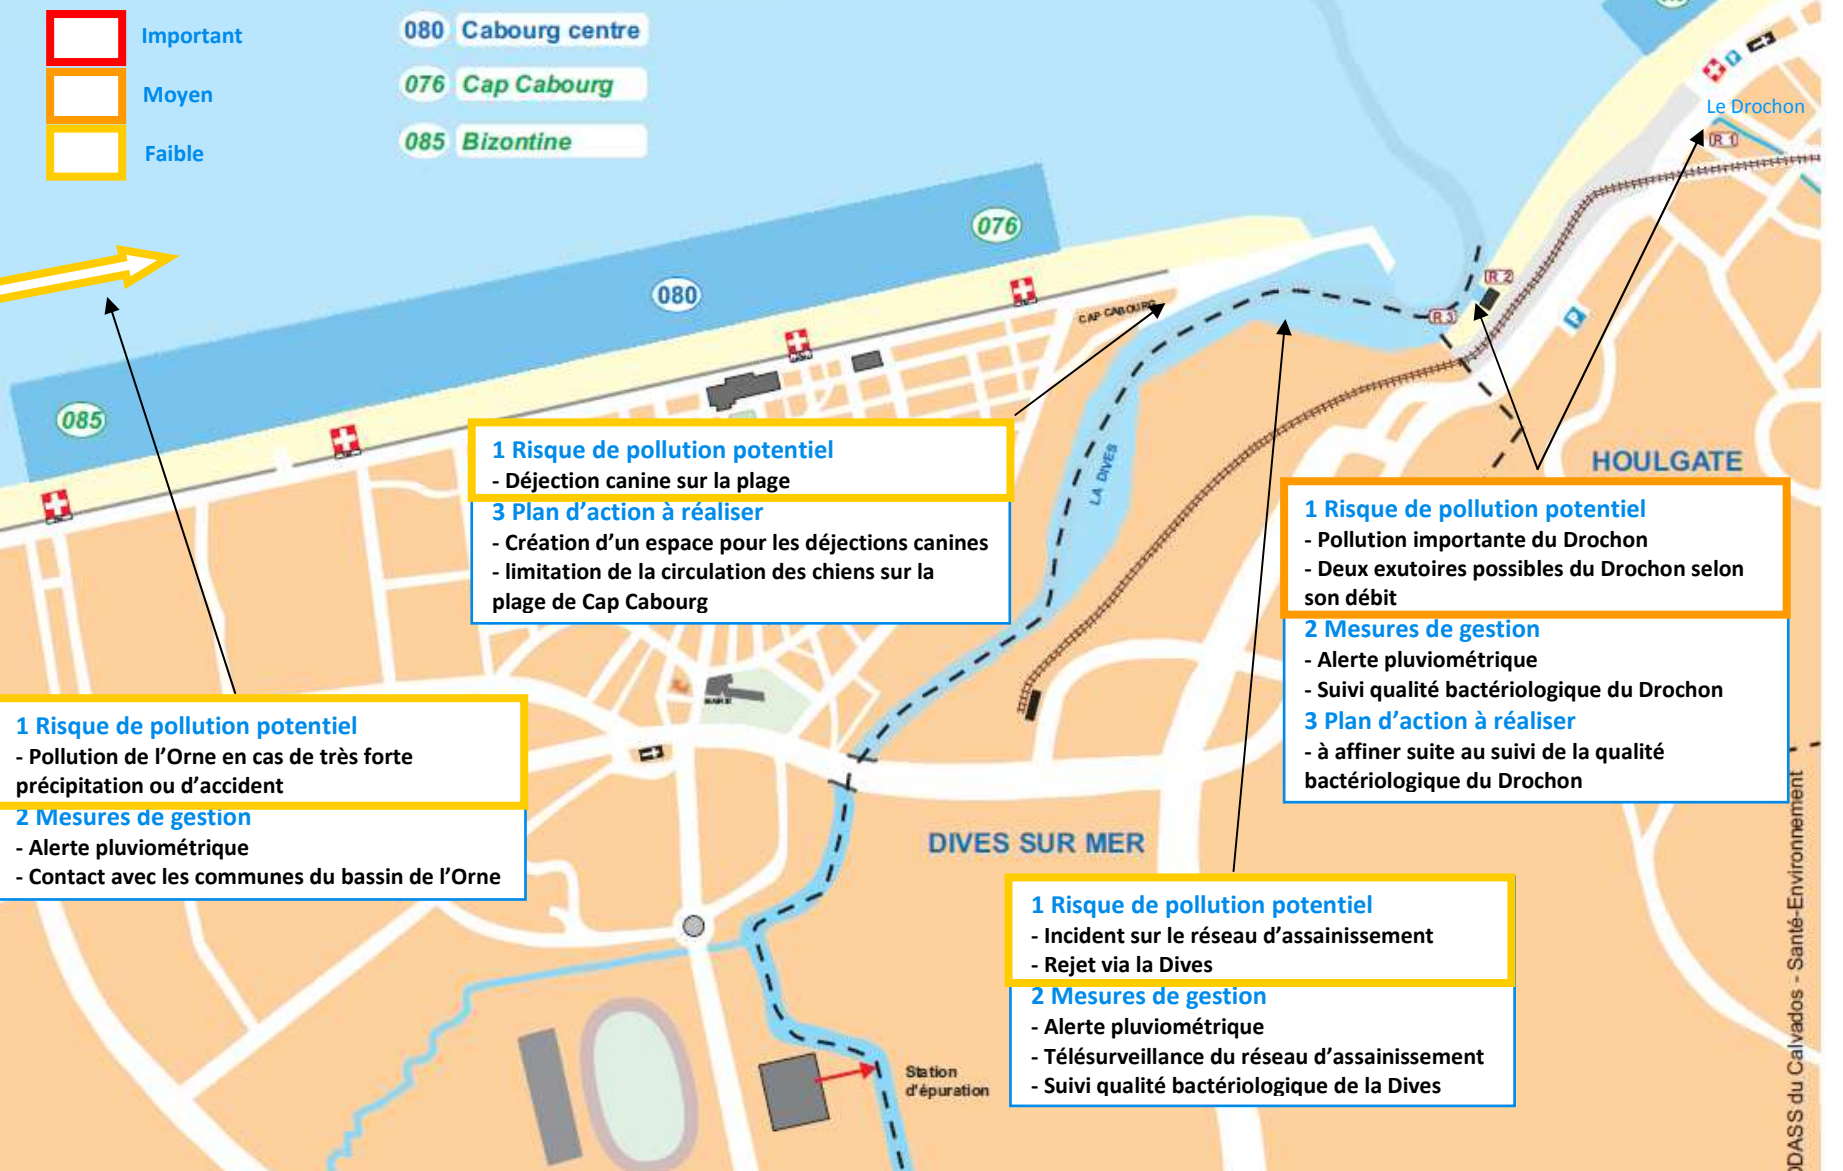 Important
Moyen
Faible
080 Cabourg centre
076 Cap Cabourg
085 Bizontine
Le Drochon
R 1
076
080
R 2
R 3
CAP CABOURG
085
LA DIVES
HOULGATE
1 Risque de pollution potentiel
- Déjection canine sur la plage
3 Plan d’action à réaliser
- Création d’un espace pour les déjections canines
- limitation de la circulation des chiens sur la
plage de Cap Cabourg
1 Risque de pollution potentiel
- Pollution importante du Drochon
- Deux exutoires possibles du Drochon selon
son débit
2 Mesures de gestion
- Alerte pluviométrique
- Suivi qualité bactériologique du Drochon
3 Plan d’action à réaliser
- à affiner suite au suivi de la qualité
bactériologique du Drochon
MAIRIE
1 Risque de pollution potentiel
- Pollution de l’Orne en cas de très forte
précipitation ou d’accident
2 Mesures de gestion
- Alerte pluviométrique
- Contact avec les communes du bassin de l’Orne
DIVES SUR MER
1 Risque de pollution potentiel
- Incident sur le réseau d’assainissement
- Rejet via la Dives
2 Mesures de gestion
- Alerte pluviométrique
- Télésurveillance du réseau d’assainissement
- Suivi qualité bactériologique de la Dives
Station
d'épuration
DDASS du Calvados - Santé-Environnement